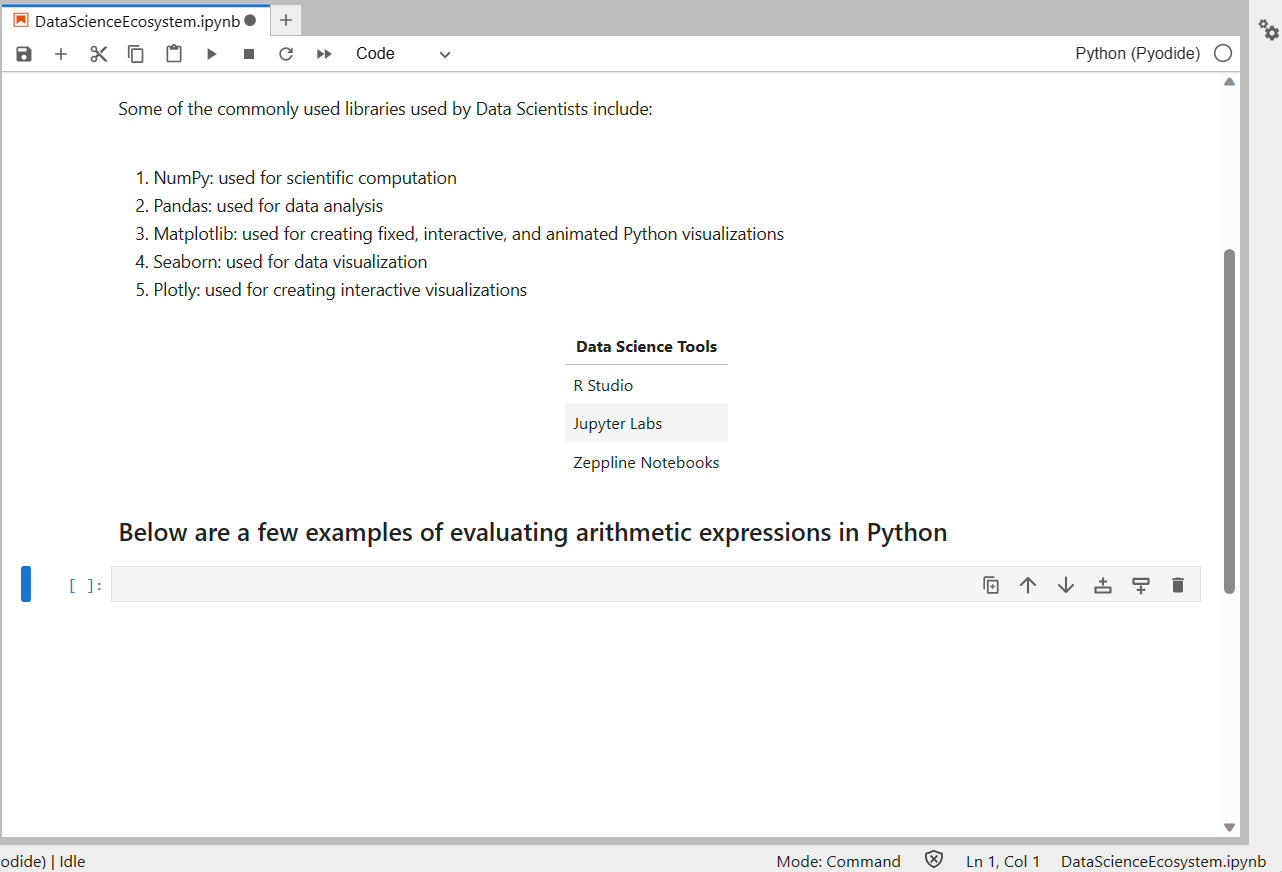 DataScienceEcosystem.ipynb
Code
Python (Pyodide)
Some of the commonly used libraries used by Data Scientists include:
1. NumPy: used for scientific computation
2. Pandas: used for data analysis
3. Matplotlib: used for creating fixed, interactive, and animated Python visualizations
4. Seaborn: used for data visualization
5. Plotly: used for creating interactive visualizations
Data Science Tools
R Studio
Jupyter Labs
Zeppline Notebooks
Below are a few examples of evaluating arithmetic expressions in Python
[ ]:
odide) | Idle
Mode: Command
Ln 1, Col 1
DataScienceEcosystem.ipynb